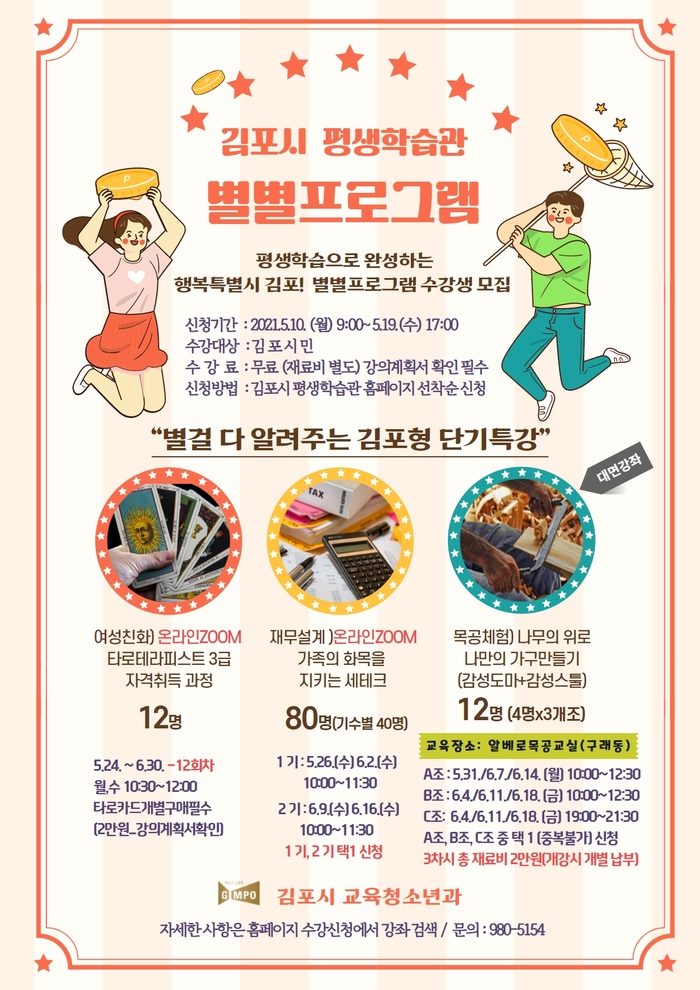 김포시 평생학습관
별별프로그램
평생학습으로 완성하는
행복특별시 김포! 별별프로그램 수강생 모집
신청기간 : 2021.5.10. (월) 9:00~ 5.19.(수) 17:00
수강대상 : 김 포 시 민
수 강 료 : 무료 (재료비 별도) 강의계획서 확인 필수
신청방법 : 김포시 평생학습관 홈페이지 선착순 신청
“별걸 다 알려주는 김포형 단기특강”
대면강좌
TAX
여성친화) 온라인ZOOM
타로테라피스트 3급
자격취득 과정
12명
5.24. ~ 6.30. -12회차
월,수 10:30~12:00
타로카드개별구매필수
(2만원_강의계획서확인)
재무설계 )온라인ZOOM
가족의 화목을
지키는 세테크
80명(기수별 40명)
1 기 : 5.26.(수) 6.2.(수)
10:00~11:30
2 기 : 6.9.(수) 6.16.(수)
10:00~11:30
1 기, 2 기 택1 신청
목공체험) 나무의 위로
나만의 가구만들기
(감성도마+감성스툴)
12명 (4명x3개조)
교육장소: 알베로목공교실(구래동)
A조 : 5.31./6.7./6.14. (월) 10:00~12:30
B조 : 6.4./6.11./6.18. (금) 10:00~12:30
C조: 6.4./6.11./6.18. (금) 19:00~21:30
A조, B조, C조 중 택 1 (중복불가) 신청
3차시 총 재료비 2만원(개강시 개별 납부)
GIMPO
김포시 교육청소년과
자세한 사항은 홈페이지 수강신청에서 강좌 검색 / 문의 : 980-5154